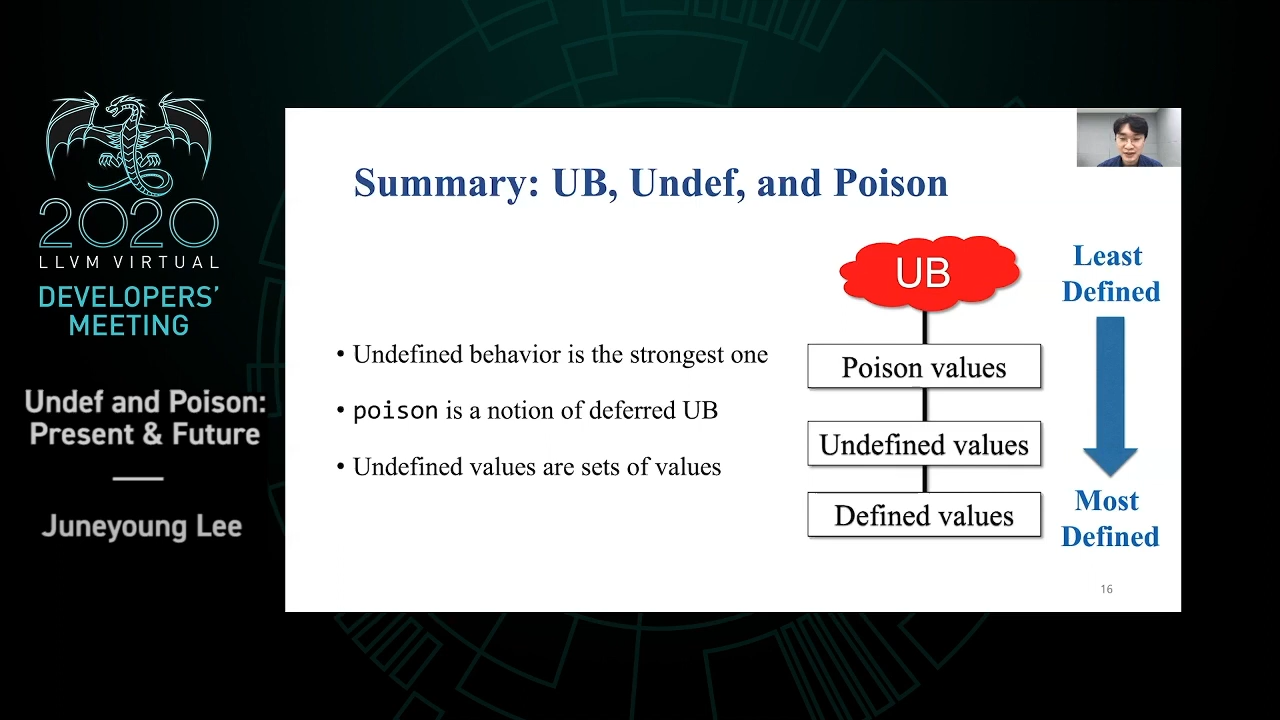 2020
LLVM VIRTUAL
DEVELOPERS'
MEETING
Undef and Poison:
Present & Future
Juneyoung Lee
Summary: UB, Undef, and Poison
• Undefined behavior is the strongest one
• poison is a notion of deferred UB
• Undefined values are sets of values
UB
Poison values
Undefined values
Defined values
Least
Defined
Most
Defined
16